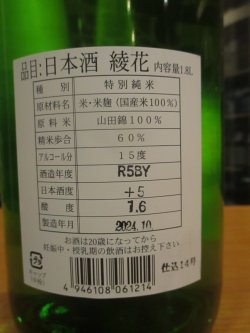 品目:日本酒 綾花 内容量1.8L
種別 特別純米
原材料名 米・米麹(国産米100%)
原料米 山田錦100%
精米歩合 60%
アルコール分 15度
酒造年度 R5BY
日本酒度 +5
酸度 1.6
製造年月 2024.10
お酒は20歳になってから
妊娠中・授乳期の飲酒はお控え下さい。
仕込14号
4946108061214